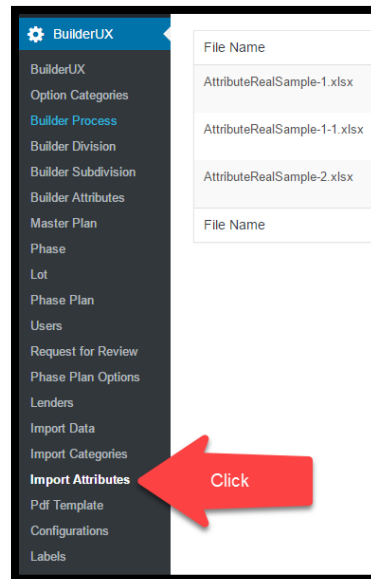 BuilderUX
BuilderUX
Option Categories
Builder Process
Builder Division
Builder Subdivision
Builder Attributes
Master Plan
Phase
Lot
Phase Plan
Users
Request for Review
Phase Plan Options
Lenders
Import Data
Import Categories
Import Attributes
Pdf Template
Configurations
Labels
File Name
AttributeRealSample-1.xlsx
AttributeRealSample-1-1.xlsx
AttributeRealSample-2.xlsx
File Name
Click